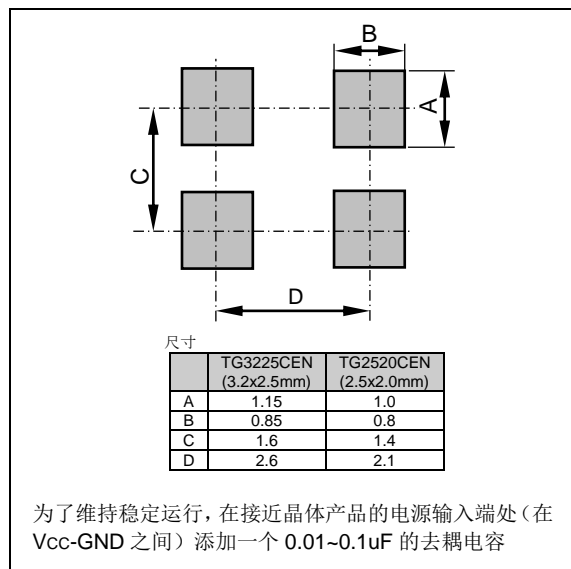 B
A
C
D
尺寸
TG3225CEN TG2520CEN
(3.2x2.5mm) (2.5x2.0mm)
A 1.15 1.0
B 0.85 0.8
C 1.6 1.4
D 2.6 2.1
为了维持稳定运行，在接近晶体产品的电源输入端处（在
Vcc-GND 之间）添加一个 0.01~0.1uF 的去耦电容